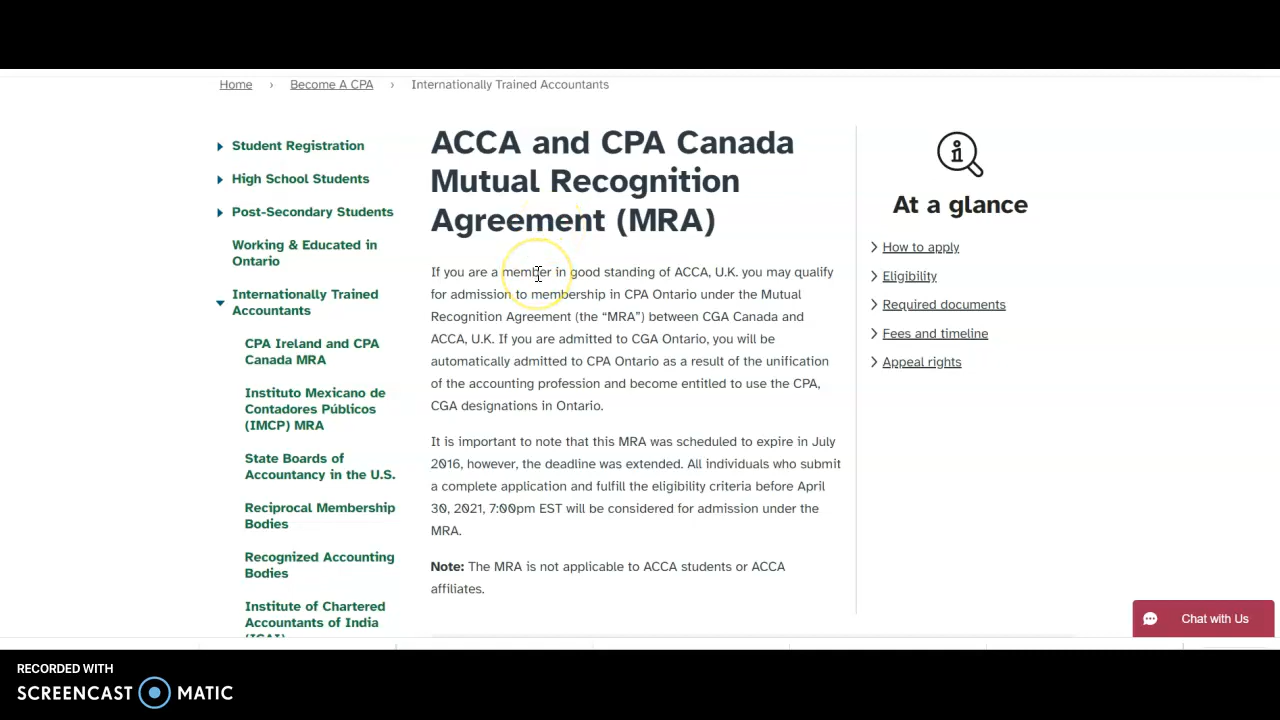 Home › Become A CPA › Internationally Trained Accountants
Student Registration
High School Students
Post-Secondary Students
Working & Educated in
Ontario
Internationally Trained
Accountants
CPA Ireland and CPA
Canada MRA
Instituto Mexicano de
Contadores Públicos
(IMCP) MRA
State Boards of
Accountancy in the U.S.
Reciprocal Membership
Bodies
Recognized Accounting
Bodies
Institute of Chartered
Accountants of India
(ICAI)
ACCA and CPA Canada
Mutual Recognition
Agreement (MRA)
If you are a member in good standing of ACCA, U.K. you may qualify
for admission to membership in CPA Ontario under the Mutual
Recognition Agreement (the “MRA”) between CGA Canada and
ACCA, U.K. If you are admitted to CGA Ontario, you will be
automatically admitted to CPA Ontario as a result of the unification
of the accounting profession and become entitled to use the CPA,
CGA designations in Ontario.
It is important to note that this MRA was scheduled to expire in July
2016, however, the deadline was extended. All individuals who submit
a complete application and fulfill the eligibility criteria before April
30, 2021, 7:00pm EST will be considered for admission under the
MRA.
Note: The MRA is not applicable to ACCA students or ACCA
affiliates.
At a glance
How to apply
Eligibility
Required documents
Fees and timeline
Appeal rights
Chat with Us
RECORDED WITH
SCREENCAST MATIC